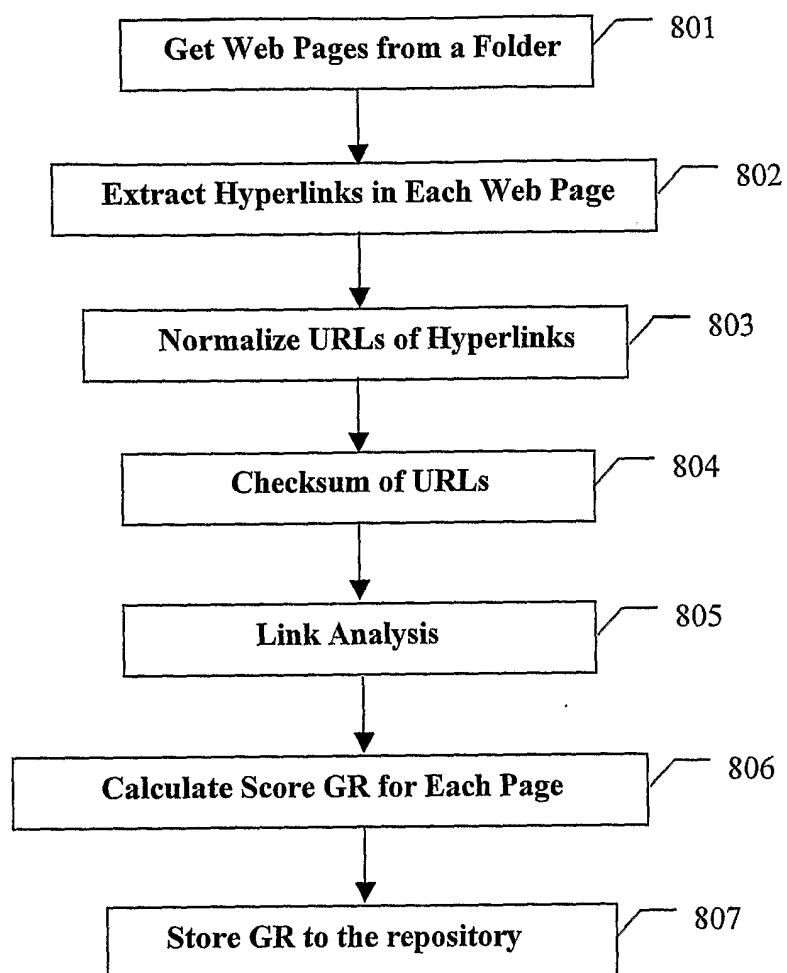 Get Web Pages from a Folder
801
Extract Hyperlinks in Each Web Page
802
Normalize URLs of Hyperlinks
803
Checksum of URLs
804
Link Analysis
805
Calculate Score GR for Each Page
806
Store GR to the repository
807